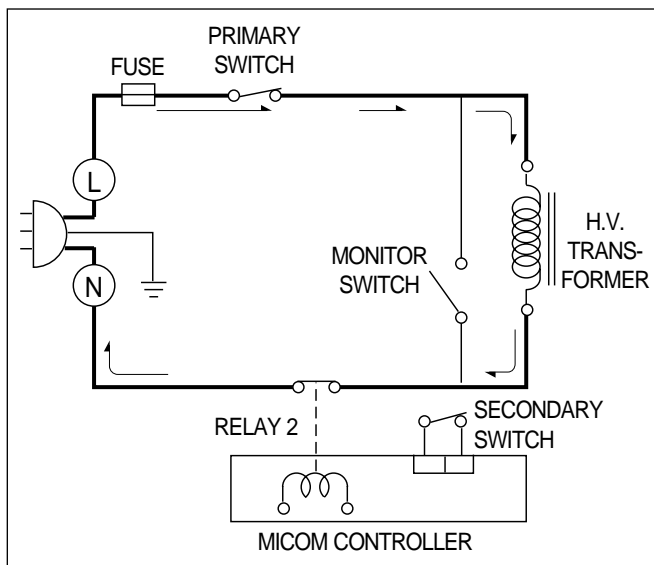 PRIMARY
SWITCH
FUSE
L
N
MONITOR
SWITCH
H.V.
TRANS-
FORMER
RELAY 2
SECONDARY
SWITCH
MICOM CONTROLLER